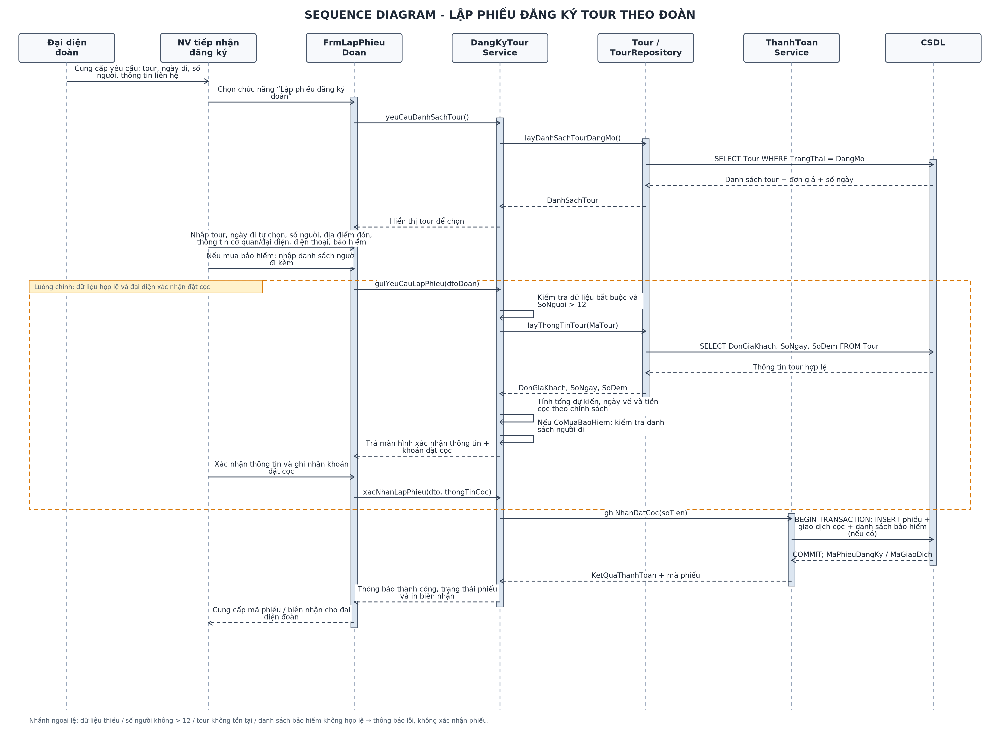 SEQUENCE DIAGRAM - LẬP PHIẾU ĐĂNG KÝ TOUR THEO ĐOÀN
Đại diện
đoàn
NV tiếp nhận
đăng ký
FrmLapPhieu
Doan
DangKyTour
Service
Tour /
TourRepository
ThanhToan
Service
CSDL
Cung cấp yêu cầu: tour, ngày đi, số
người, thông tin liên hệ
Chọn chức năng “Lập phiếu đăng ký
đoàn”
yeuCauDanhSachTour()
layDanhSachTourDangMo()
SELECT Tour WHERE TrangThai = DangMo
Danh sách tour + đơn giá + số ngày
DanhSachTour
Hiển thị tour để chọn
Nhập tour, ngày đi tự chọn, số người, địa điểm đón,
thông tin cơ quan/đại diện, điện thoại, bảo hiểm
Nếu mua bảo hiểm: nhập danh sách người
đi kèm
Luồng chính: dữ liệu hợp lệ và đại diện xác nhận đặt cọc
guiYeuCauLapPhieu(dtoDoan)
Kiểm tra dữ liệu bắt buộc và
SoNguoi > 12
layThongTinTour(MaTour)
SELECT DonGiaKhach, SoNgay, SoDem FROM Tour
Thông tin tour hợp lệ
DonGiaKhach, SoNgay, SoDem
Tính tổng dự kiến, ngày về và tiền
cọc theo chính sách
Nếu CoMuaBaoHiem: kiểm tra danh
sách người đi
Trả màn hình xác nhận thông tin +
khoản đặt cọc
Xác nhận thông tin và ghi nhận khoản
đặt cọc
xacNhanLapPhieu(dto, thongTinCoc)
ghiNhanDatCoc(soTien)
BEGIN TRANSACTION; INSERT phiếu +
giao dịch cọc + danh sách bảo hiểm
(nếu có)
COMMIT; MaPhieuDangKy / MaGiaoDich
KetQuaThanhToan + mã phiếu
Thông báo thành công, trạng thái phiếu
và in biên nhận
Cung cấp mã phiếu / biên nhận cho đại
diện đoàn
Nhánh ngoại lệ: dữ liệu thiếu / số người không > 12 / tour không tồn tại / danh sách bảo hiểm không hợp lệ → thông báo lỗi, không xác nhận phiếu.